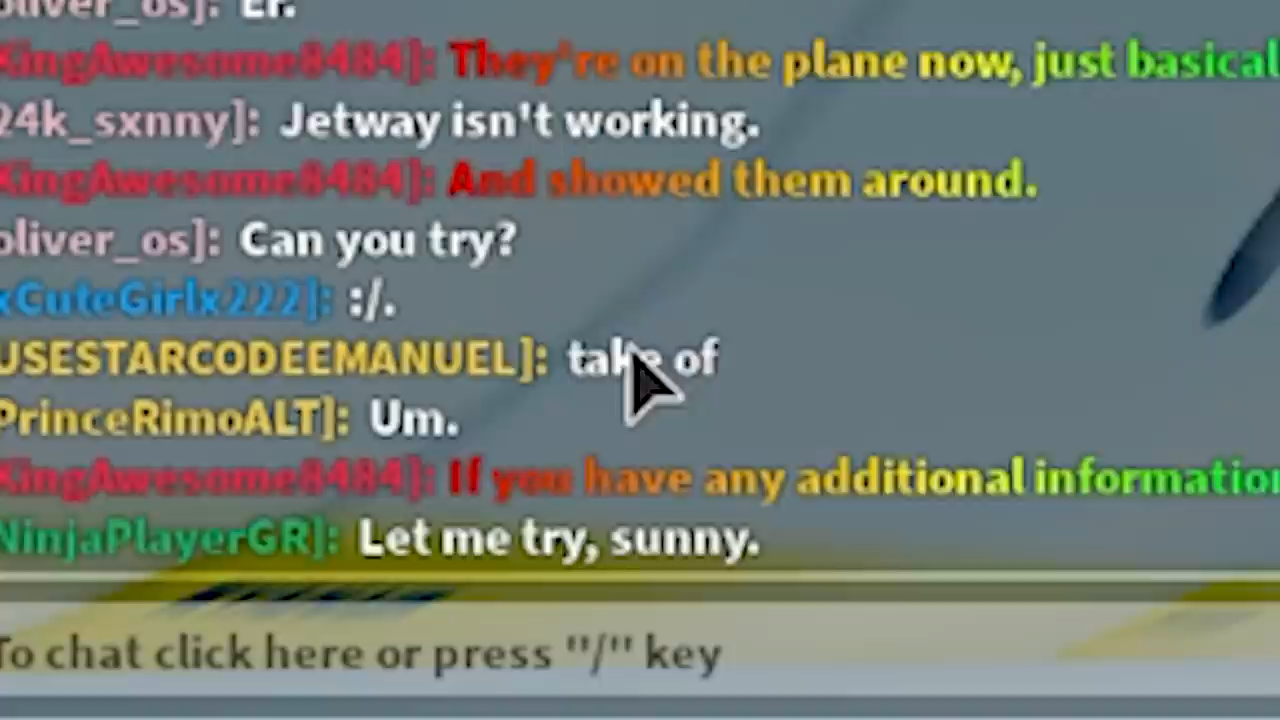 oliver_os]: Er.
KingAwesome8484]: They're on the plane now, just basical
24k_sxnny]: Jetway isn't working.
KingAwesome8484]: And showed them around.
oliver_os]: Can you try?
xCuteGirlx222]: :/.
USESTARCODEEMANUEL]: take of
PrinceRimoALT]: Um.
KingAwesome8484]: If you have any additional information
NinjaPlayerGR]: Let me try, sunny.
To chat click here or press "/" key